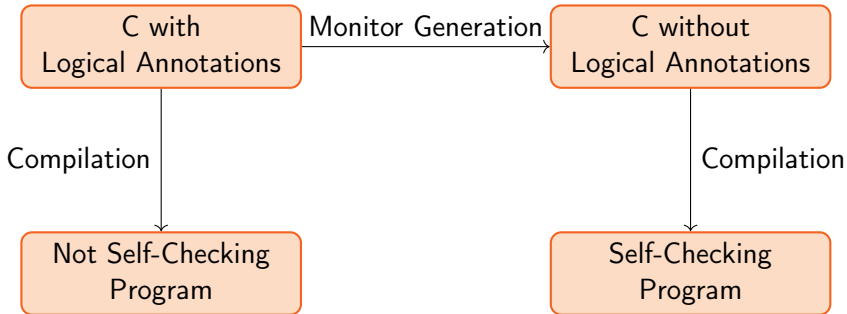 C with
Logical Annotations
Monitor Generation
C without
Logical Annotations
Compilation
Compilation
Not Self-Checking
Program
Self-Checking
Program